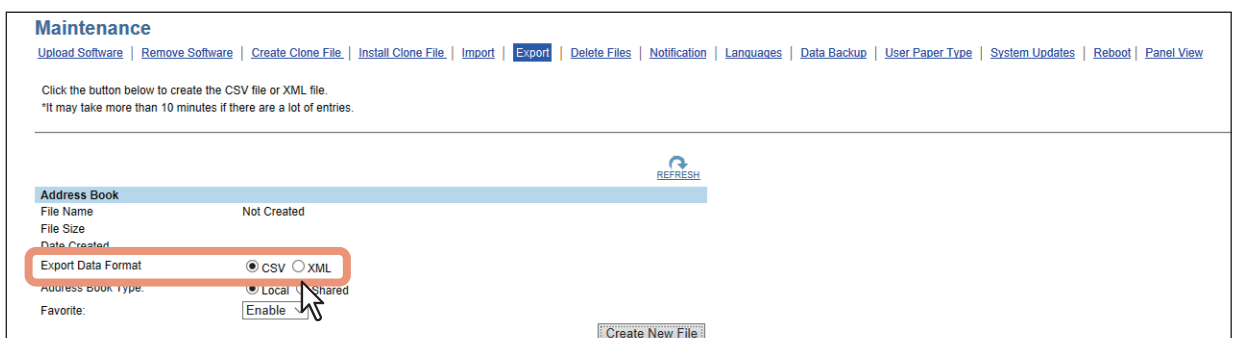 Maintenance
Upload Software | Remove Software | Create Clone File | Install Clone File | Import | Export | Delete Files | Notification | Languages | Data Backup | User Paper Type | System Updates | Reboot | Panel View
Click the button below to create the CSV file or XML file.
*It may take more than 10 minutes if there are a lot of entries.
REFRESH
Address Book
File Name Not Created
File Size
Date Created
Export Data Format CSV XML
Address Book Type: Local Shared
Favorite: Enable
Create New File